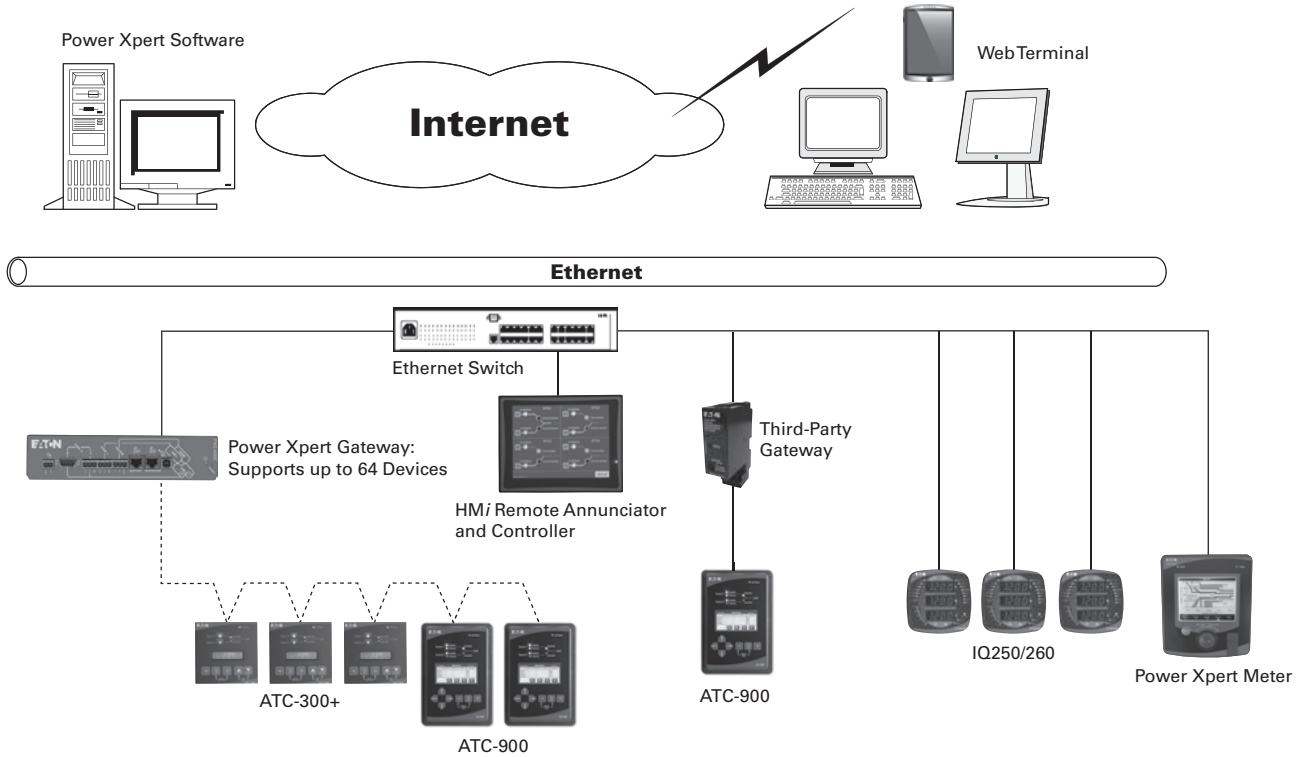 Power Xpert Software
Internet
Web Terminal
Ethernet
Ethernet Switch
EATON
Power Xpert Gateway:
Supports up to 64 Devices
HMi Remote Annunciator
and Controller
Third-Party
Gateway
ATC-300+
ATC-900
ATC-900
IQ250/260
Power Xpert Meter